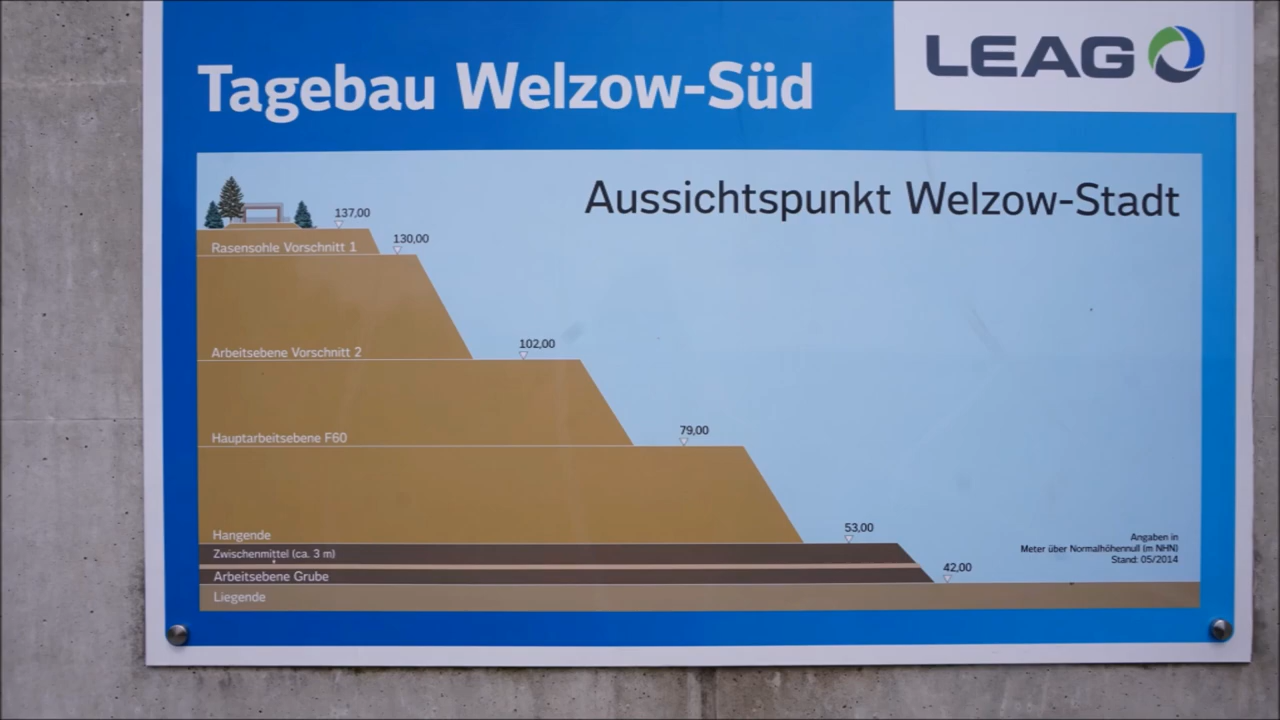 LEAG
Tagebau Welzow-Süd
Aussichtspunkt Welzow-Stadt
137,00
130,00
Rasensohle Vorschnitt 1
102,00
Arbeitsebene Vorschnitt 2
79,00
Hauptarbeitsebene F60
53,00
Hangende
Angaben in
Meter über Normalhöhennull (m NHN)
Stand: 05/2014
Zwischenmittel (ca. 3 m)
42,00
Arbeitsebene Grube
Liegende